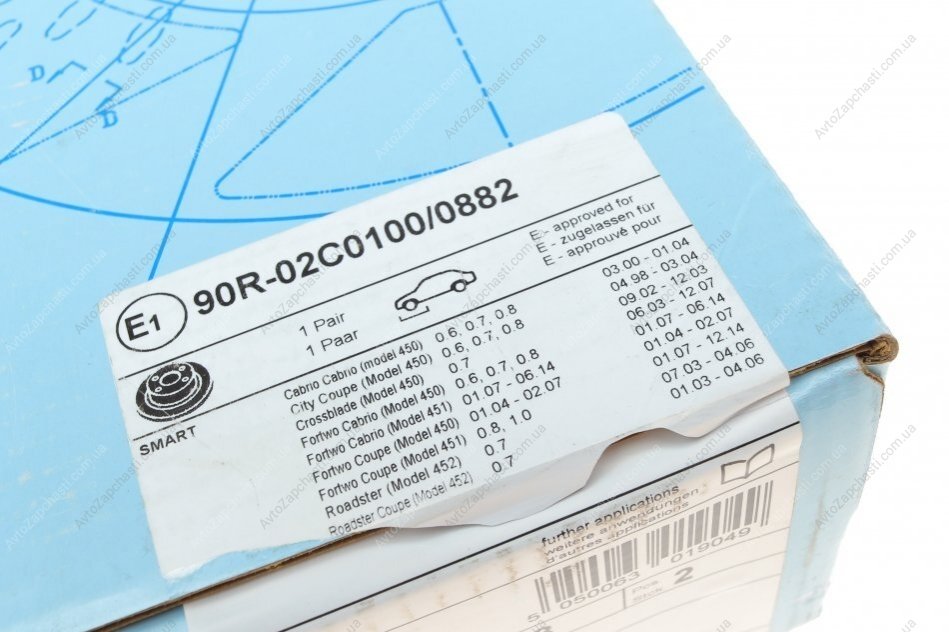 D
D
E1 90R-02C0100/0882
E - approved for
E - zugelassen für
E - approuvé pour
1 Pair
1 Paar
SMART
Cabrio Cabrio (model 450) 0.6, 0.7, 0.8 03.00 - 01.04
City Coupe (Model 450) 0.6, 0.7, 0.8 04.98 - 03.04
Crossblade (Model 450) 0.7 09.02 - 12.03
Fortwo Cabrio (Model 450) 0.6, 0.7, 0.8 06.03 - 12.07
Fortwo Cabrio (Model 451) 01.07 - 06.14 01.07 - 06.14
Fortwo Coupe (Model 450) 01.04 - 02.07 01.04 - 02.07
Fortwo Coupe (Model 451) 0.8, 1.0 01.07 - 12.14
Roadster (Model 452) 0.7 07.03 - 04.06
Roadster Coupe (Model 452) 0.7 01.03 - 04.06
further applications
weitere anwendungen
d'autres applications
5 050063 019049
Pcs
Stck
2
AvtoZapchasti.com.ua